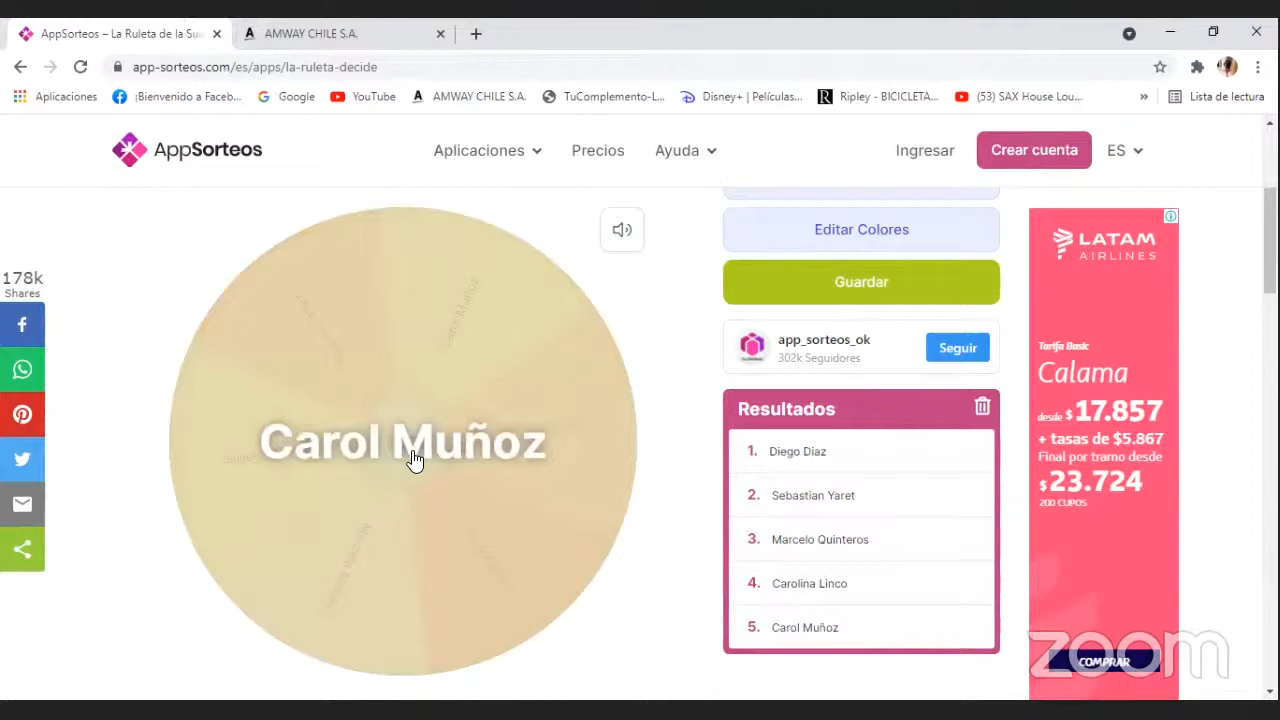 AppSorteos – La Ruleta de la Su
AMWAY CHILE S.A.
app-sorteos.com/es/apps/la-ruleta-decide
Aplicaciones
¡Bienvenido a Faceb...
Google
YouTube
AMWAY CHILE S.A.
TuComplemento-L...
Disney+ | Películas,...
Ripley - BICICLETA...
(53) SAX House Lou...
»
Lista de lectura
AppSorteos
Aplicaciones
Precios
Ayuda
Ingresar
Crear cuenta
ES
178k
Shares
Carol Muñoz
Carol Muñoz
Editar Colores
Guardar
app_sorteos_ok
302k Seguidores
Seguir
Resultados
1. Diego Diaz
2. Sebastian Yaret
3. Marcelo Quinteros
4. Carolina Linco
5. Carol Muñoz
LATAM
AIRLINES
Tarifa Basic
Calama
desde $17.857
+ tasas de $5.867
Final por tramo desde
$23.724
200 CUPOS
COMPRAR
zoom